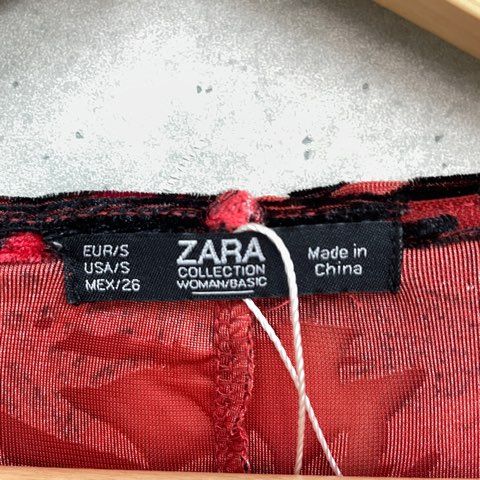 EUR/S
USA/S
MEX/26
ZARA
COLLECTION
WOMAN/BASIC
Made in
China